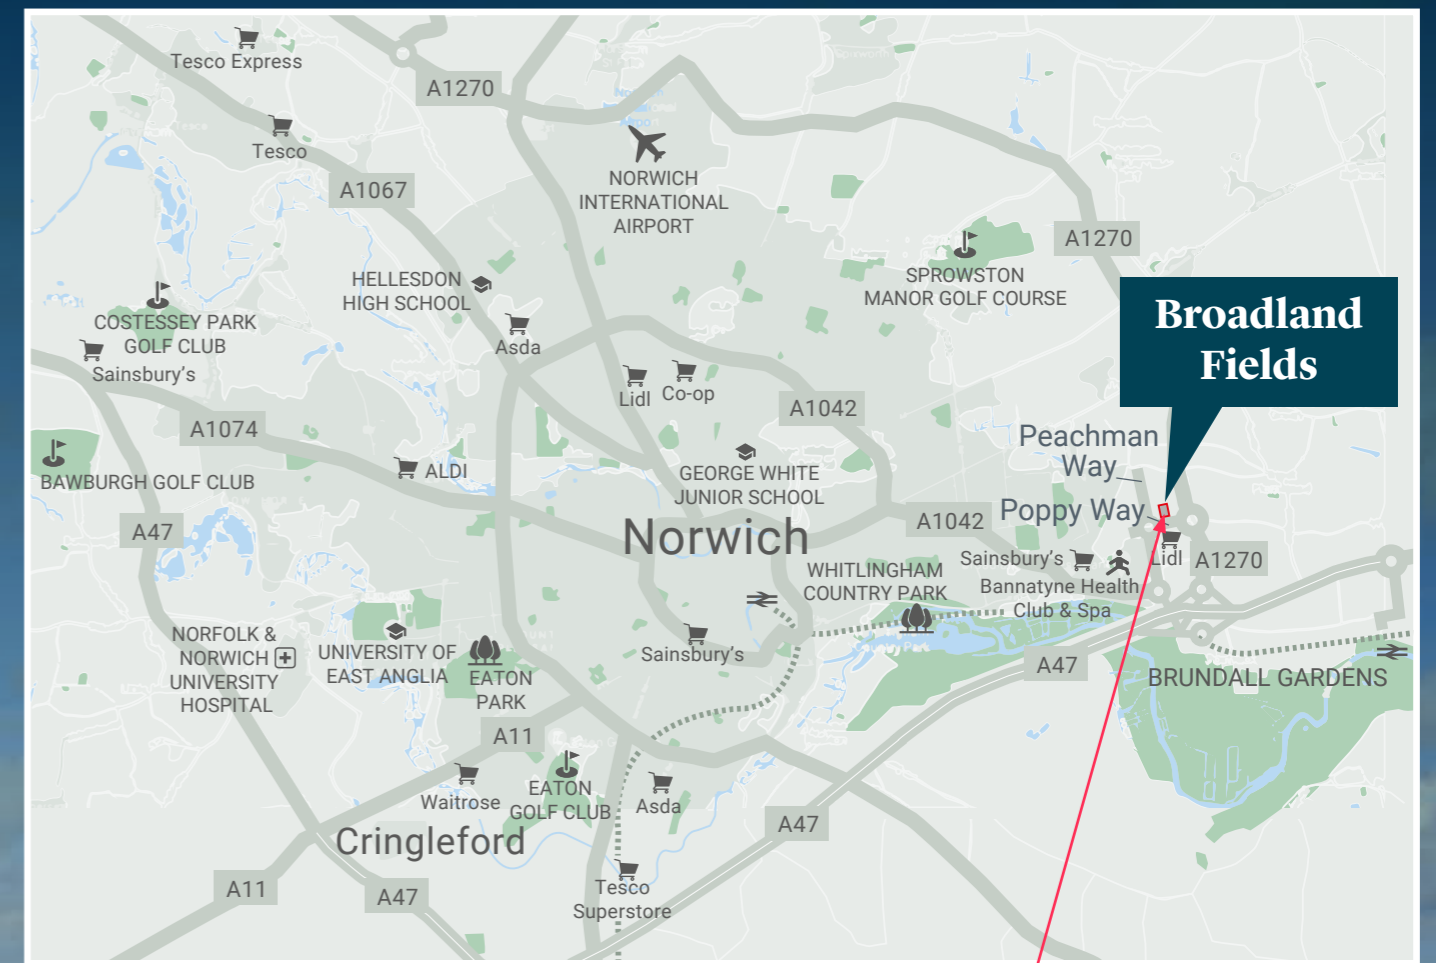 Tesco Express
A1270
Tesco
NORWICH
INTERNATIONAL
AIRPORT
A1067
A1270
SPROWSTON
MANOR GOLF COURSE
HELLESDON
HIGH SCHOOL
COSTESSEY PARK
GOLF CLUB
Sainsbury's
Asda
Broadland
Fields
Lidl
Co-op
A1042
A1074
Peachman
Way
BAWBURGH GOLF CLUB
ALDI
GEORGE WHITE
JUNIOR SCHOOL
A47
Norwich
A1042
Poppy Way
Sainsbury's
Lidl
A1270
Bannatyne Health
Club & Spa
WHITLINGHAM
COUNTRY PARK
NORFOLK &
NORWICH
UNIVERSITY
HOSPITAL
UNIVERSITY OF
EAST ANGLIA
EATON
PARK
Sainsbury's
A47
BRUNDALL GARDENS
A11
Waitrose
EATON
GOLF CLUB
Asda
A47
Cringleford
A11
A47
Tesco
Superstore